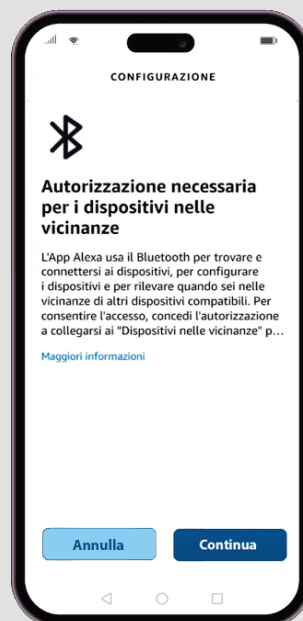 CONFIGURAZIONE
Autorizzazione necessaria
per i dispositivi nelle
vicinanze
L'App Alexa usa il Bluetooth per trovare e
connettersi ai dispositivi, per configurare
i dispositivi e per rilevare quando sei nelle
vicinanze di altri dispositivi compatibili. Per
consentire l'accesso, concedi l'autorizzazione
a collegarsi ai "Dispositivi nelle vicinanze" p...
Maggiori informazioni
Annulla
Continua